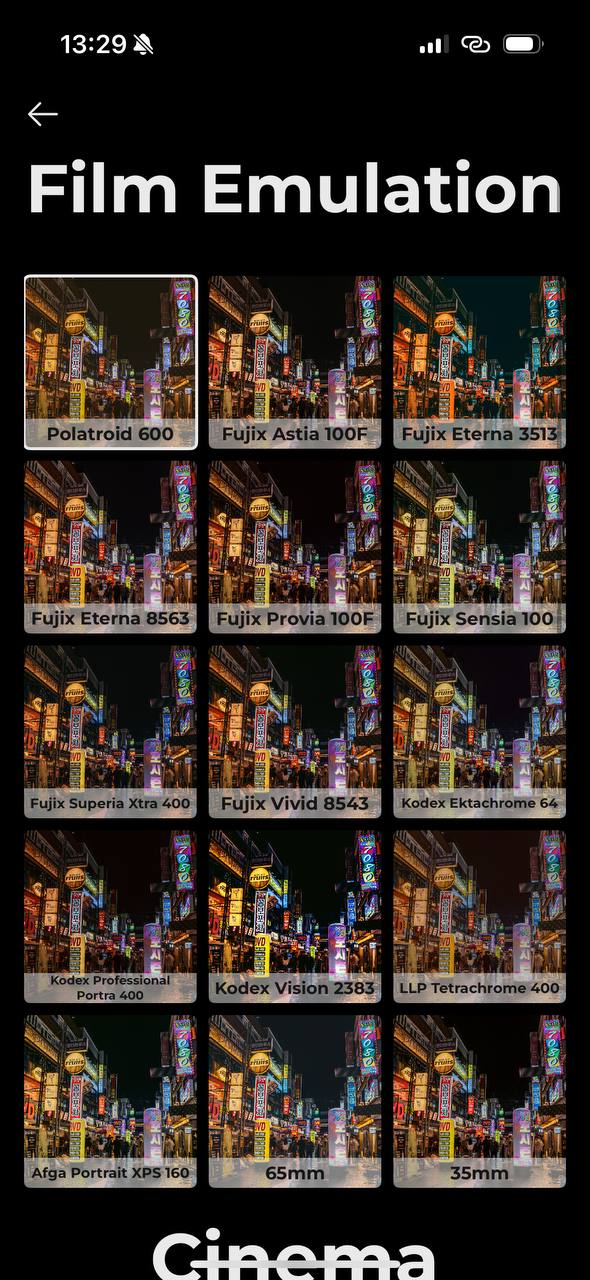 13:29
Film Emulation
Polatroid 600
Fujix Astia 100F
Fujix Eterna 3513
Fujix Eterna 8563
Fujix Provia 100F
Fujix Sensia 100
Fujix Superia Xtra 400
Fujix Vivid 8543
Kodex Ektachrome 64
Kodex Professional
Portra 400
Kodex Vision 2383
LLP Tetrachrome 400
Afga Portrait XPS 160
65mm
35mm
Cinema